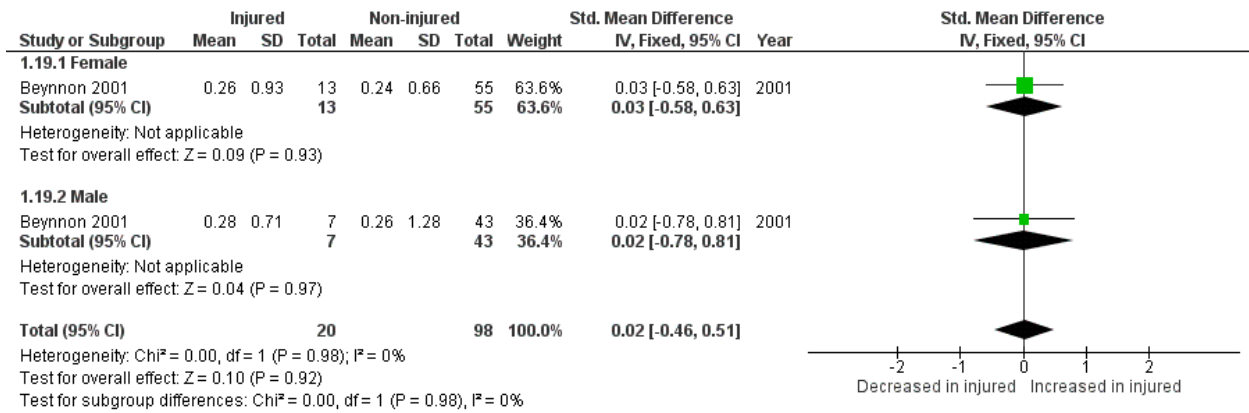 Injured Non-injured Std. Mean Difference Std. Mean Difference
Study or Subgroup Mean SD Total Mean SD Total Weight IV, Fixed, 95% CI Year IV, Fixed, 95% CI
1.19.1 Female
Beynnon 2001 0.26 0.93 13 0.24 0.66 55 63.6% 0.03 [-0.58, 0.63] 2001
Subtotal (95% CI) 13 55 63.6% 0.03 [-0.58, 0.63]
Heterogeneity: Not applicable
Test for overall effect: Z = 0.09 (P = 0.93)
1.19.2 Male
Beynnon 2001 0.28 0.71 7 0.26 1.28 43 36.4% 0.02 [-0.78, 0.81] 2001
Subtotal (95% CI) 7 43 36.4% 0.02 [-0.78, 0.81]
Heterogeneity: Not applicable
Test for overall effect: Z = 0.04 (P = 0.97)
Total (95% CI) 20 98 100.0% 0.02 [-0.46, 0.51]
Heterogeneity: Chi² = 0.00, df = 1 (P = 0.98); I² = 0%
Test for overall effect: Z = 0.10 (P = 0.92)
Test for subgroup differences: Chi² = 0.00, df = 1 (P = 0.98), I² = 0%
-2 -1 0 1 2
Decreased in injured Increased in injured